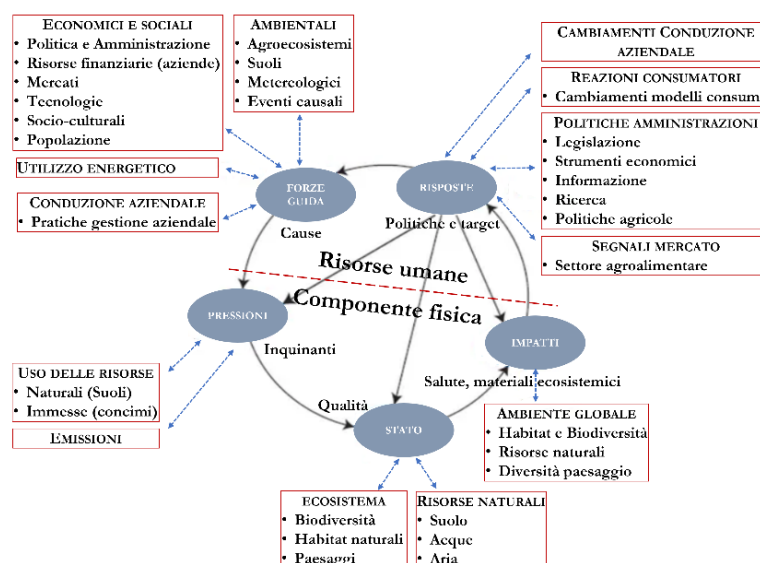 ECONOMICI E SOCIALI
• Politica e Amministrazione
• Risorse finanziarie (aziende)
• Mercati
• Tecnologie
• Socio-culturali
• Popolazione
AMBIENTALI
• Agroecosistemi
• Suoli
• Metereologici
• Eventi causali
CAMBIAMENTI CONDUZIONE
AZIENDALE
REAZIONI CONSUMATORI
• Cambiamenti modelli consum
POLITICHE AMMINISTRAZIONI
• Legislazione
• Strumenti economici
• Informazione
• Ricerca
• Politiche agricole
SEGNALI MERCATO
• Settore agroalimentare
UTILIZZO ENERGETICO
CONDUZIONE AZIENDALE
• Pratiche gestione aziendale
FORZE
GUIDA
RISPOSTE
Cause
Politiche e target
Risorse umane
Componente fisica
PRESSIONI
IMPATTI
Inquinanti
Salute, materiali ecosistemici
Qualità
STATO
USO DELLE RISORSE
• Naturali (Suoli)
• Immesse (concimi)
EMISSIONI
AMBIENTE GLOBALE
• Habitat e Biodiversità
• Risorse naturali
• Diversità paesaggio
ECOSISTEMA
• Biodiversità
• Habitat naturali
• Paesaggi
RISORSE NATURALI
• Suolo
• Acque
• Aria